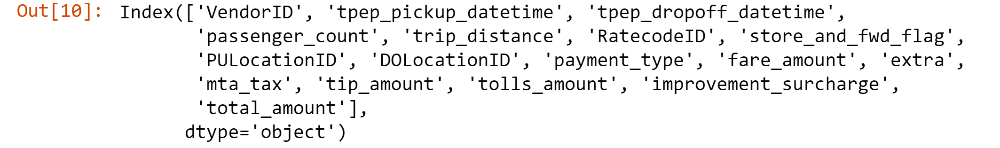 Out[10]: Index(['VendorID', 'tpep_pickup_datetime', 'tpep_dropoff_datetime',
'passenger_count', 'trip_distance', 'RatecodeID', 'store_and_fwd_flag',
'PULocationID', 'DOLocationID', 'payment_type', 'fare_amount', 'extra',
'mta_tax', 'tip_amount', 'tolls_amount', 'improvement_surcharge',
'total_amount'],
dtype='object')